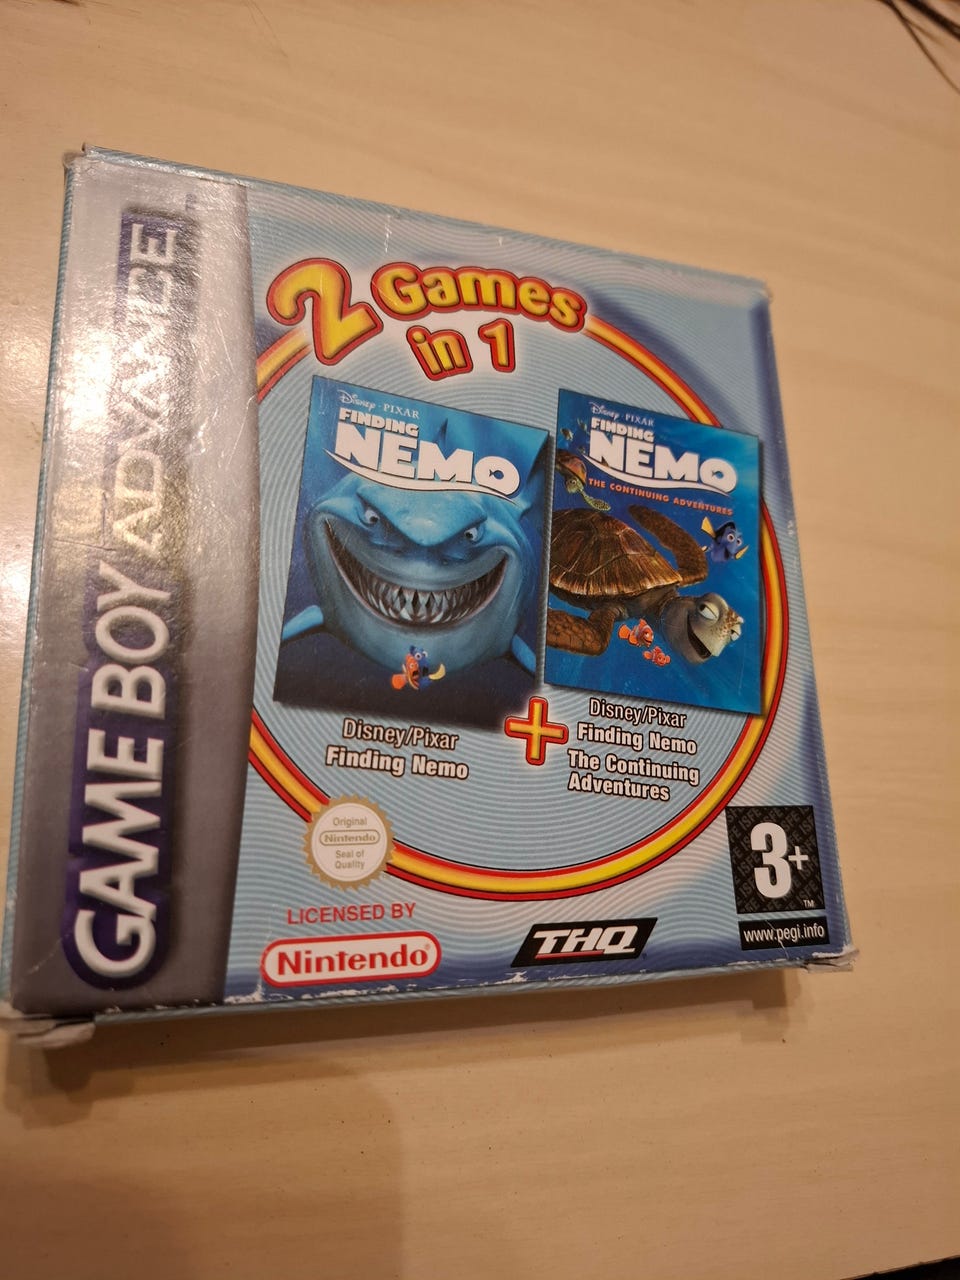 GAME BOY ADVANCE
2 Games
in 1
Disney · PIXAR
FINDING
NEMO
Disney · PIXAR
FINDING
NEMO
THE CONTINUING ADVENTURES
Disney/Pixar
Finding Nemo
+
Disney/Pixar
Finding Nemo
The Continuing
Adventures
Original
Nintendo
Seal of
Quality
LICENSED BY
Nintendo®
THQ
3+
TM
www.pegi.info